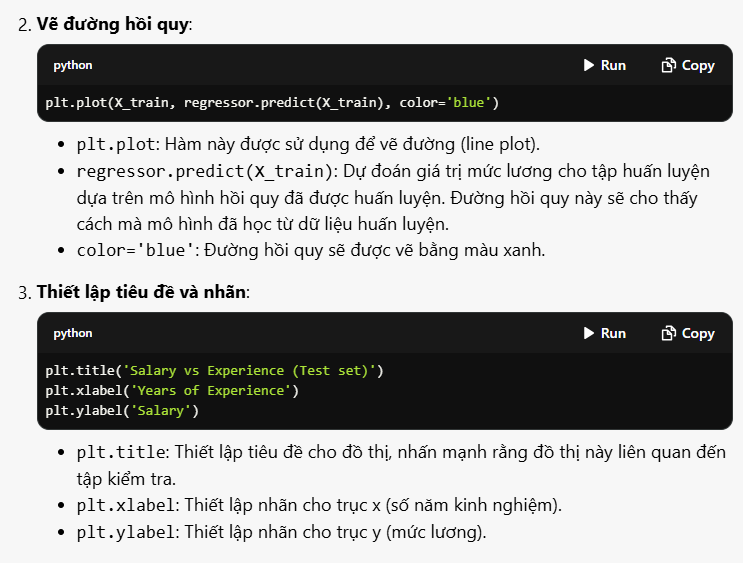 2. Vẽ đường hồi quy:
python Run Copy
plt.plot(X_train, regressor.predict(X_train), color='blue')
• plt.plot: Hàm này được sử dụng để vẽ đường (line plot).
• regressor.predict(X_train): Dự đoán giá trị mức lương cho tập huấn luyện
dựa trên mô hình hồi quy đã được huấn luyện. Đường hồi quy này sẽ cho thấy
cách mà mô hình đã học từ dữ liệu huấn luyện.
• color='blue': Đường hồi quy sẽ được vẽ bằng màu xanh.
3. Thiết lập tiêu đề và nhãn:
python Run Copy
plt.title('Salary vs Experience (Test set)')
plt.xlabel('Years of Experience')
plt.ylabel('Salary')
• plt.title: Thiết lập tiêu đề cho đồ thị, nhấn mạnh rằng đồ thị này liên quan đến
tập kiểm tra.
• plt.xlabel: Thiết lập nhãn cho trục x (số năm kinh nghiệm).
• plt.ylabel: Thiết lập nhãn cho trục y (mức lương).